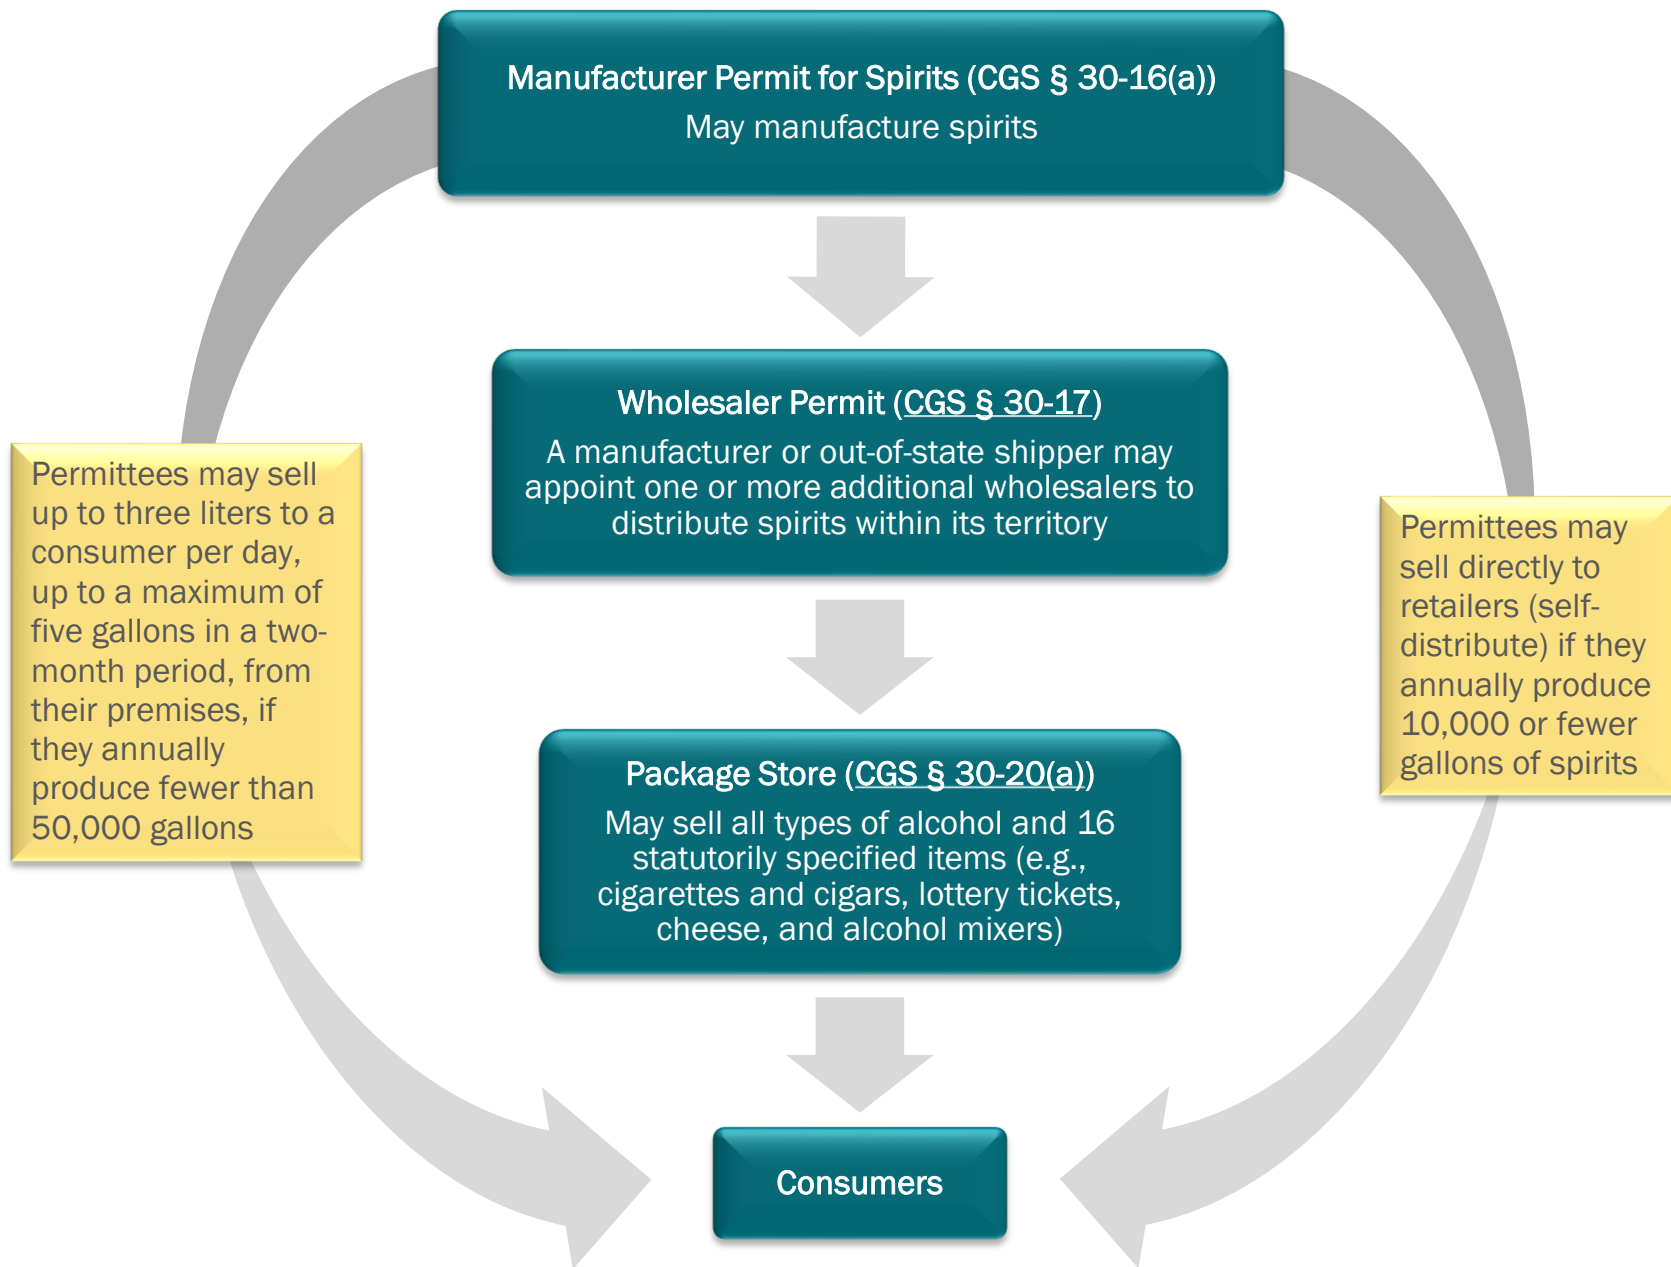 Manufacturer Permit for Spirits (CGS § 30-16(a))
May manufacture spirits
Wholesaler Permit (CGS § 30-17)
A manufacturer or out-of-state shipper may
appoint one or more additional wholesalers to
distribute spirits within its territory
Permittees may sell
up to three liters to a
consumer per day,
up to a maximum of
five gallons in a two-
month period, from
their premises, if
they annually
produce fewer than
50,000 gallons
Permittees may
sell directly to
retailers (self-
distribute) if they
annually produce
10,000 or fewer
gallons of spirits
Package Store (CGS § 30-20(a))
May sell all types of alcohol and 16
statutorily specified items (e.g.,
cigarettes and cigars, lottery tickets,
cheese, and alcohol mixers)
Consumers